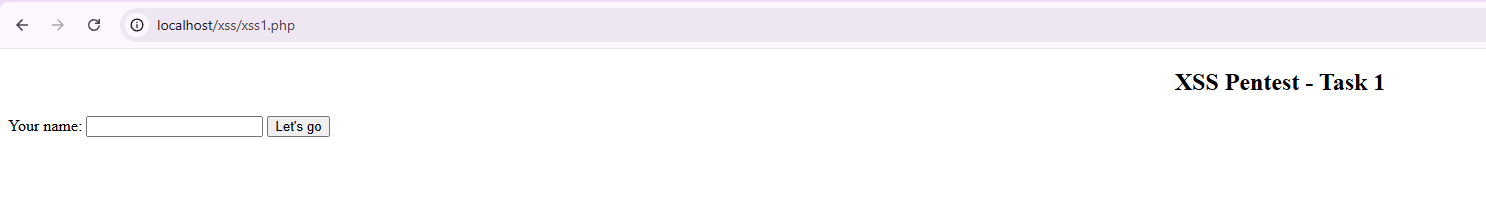 localhost/xss/xss1.php
XSS Pentest - Task 1
Your name: Let's go